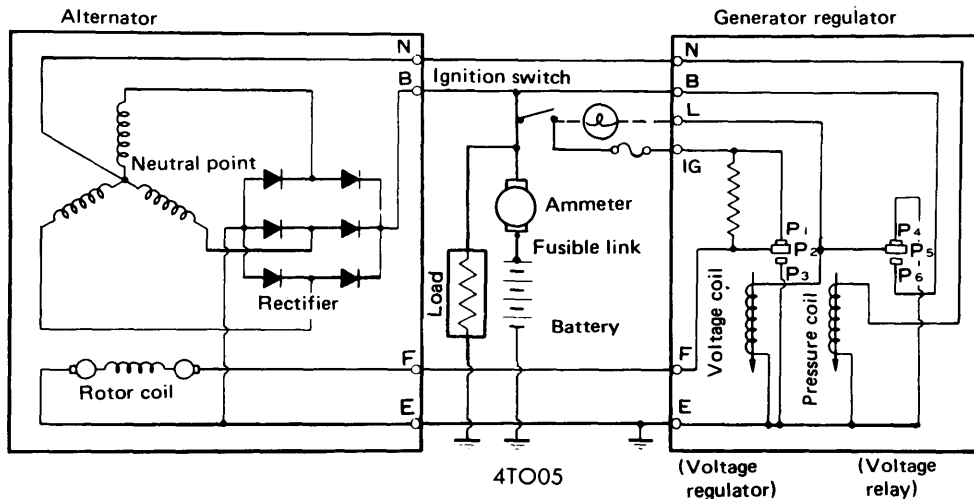 Alternator
Generator regulator
N
N
B
Ignition switch
B
L
Neutral point
IG
Ammeter
P1
P2
P3
P4
P5
P6
Fusible link
Rectifier
Load
Battery
Voltage coil
Pressure coil
F
F
Rotor coil
E
E
4TO05
(Voltage
regulator)
(Voltage
relay)